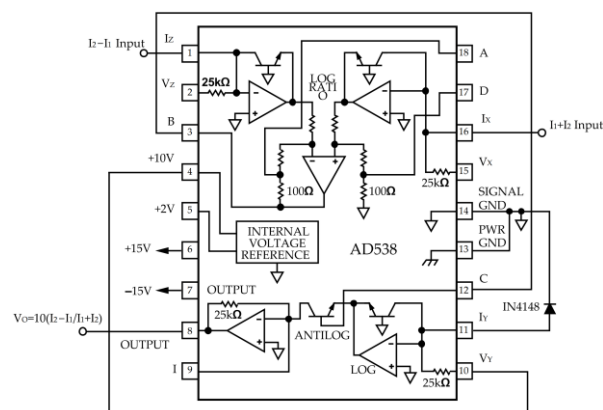 I₂−I₁ Input
I_Z
1
V_Z
2
25kΩ
B
3
+10V
4
+2V
5
+15V
6
−15V
7
V_O=10(I₂−I₁/I₁+I₂)
8
OUTPUT
I
9
OUTPUT
25kΩ
LOG
RATI
O
100Ω
100Ω
INTERNAL
VOLTAGE
REFERENCE
AD538
ANTILOG
LOG
25kΩ
25kΩ
18
A
17
D
16
I_X
I₁+I₂ Input
15
V_X
14
SIGNAL
GND
13
PWR
GND
12
C
11
I_Y
IN4148
10
V_Y